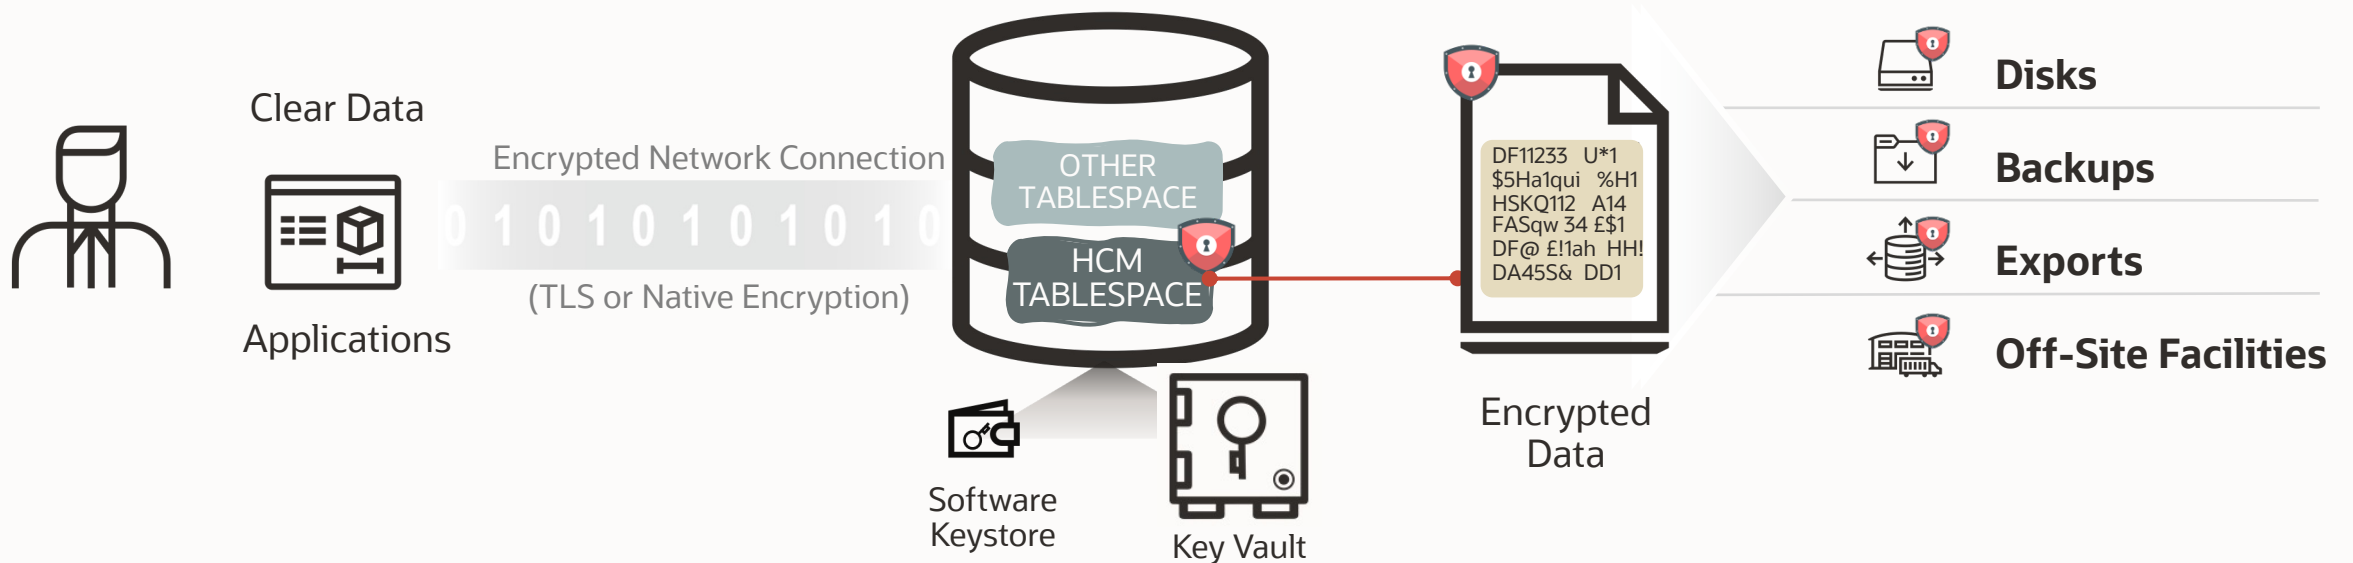 Clear Data
Applications
Encrypted Network Connection
0 1 0 1 0 1 0 1 0 1 0
(TLS or Native Encryption)
OTHER
TABLESPACE
HCM
TABLESPACE
Software
Keystore
Key Vault
DF11233 U*1
$5Ha1qui %H1
HSKQ112 A14
FASqw 34 £$1
DF@ £!1ah HH!
DA45S& DD1
Encrypted
Data
Disks
Backups
Exports
Off-Site Facilities